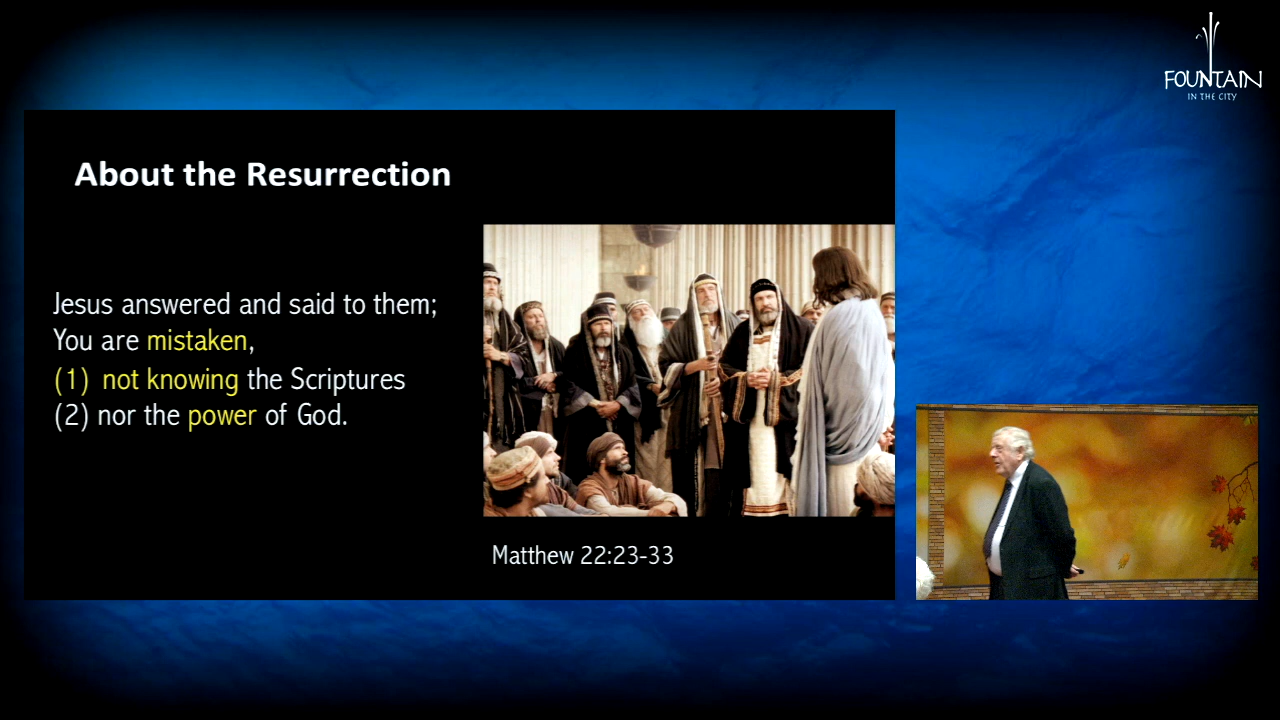 FOUNTAIN
IN THE CITY
About the Resurrection
Jesus answered and said to them;
You are mistaken,
(1) not knowing the Scriptures
(2) nor the power of God.
Matthew 22:23-33